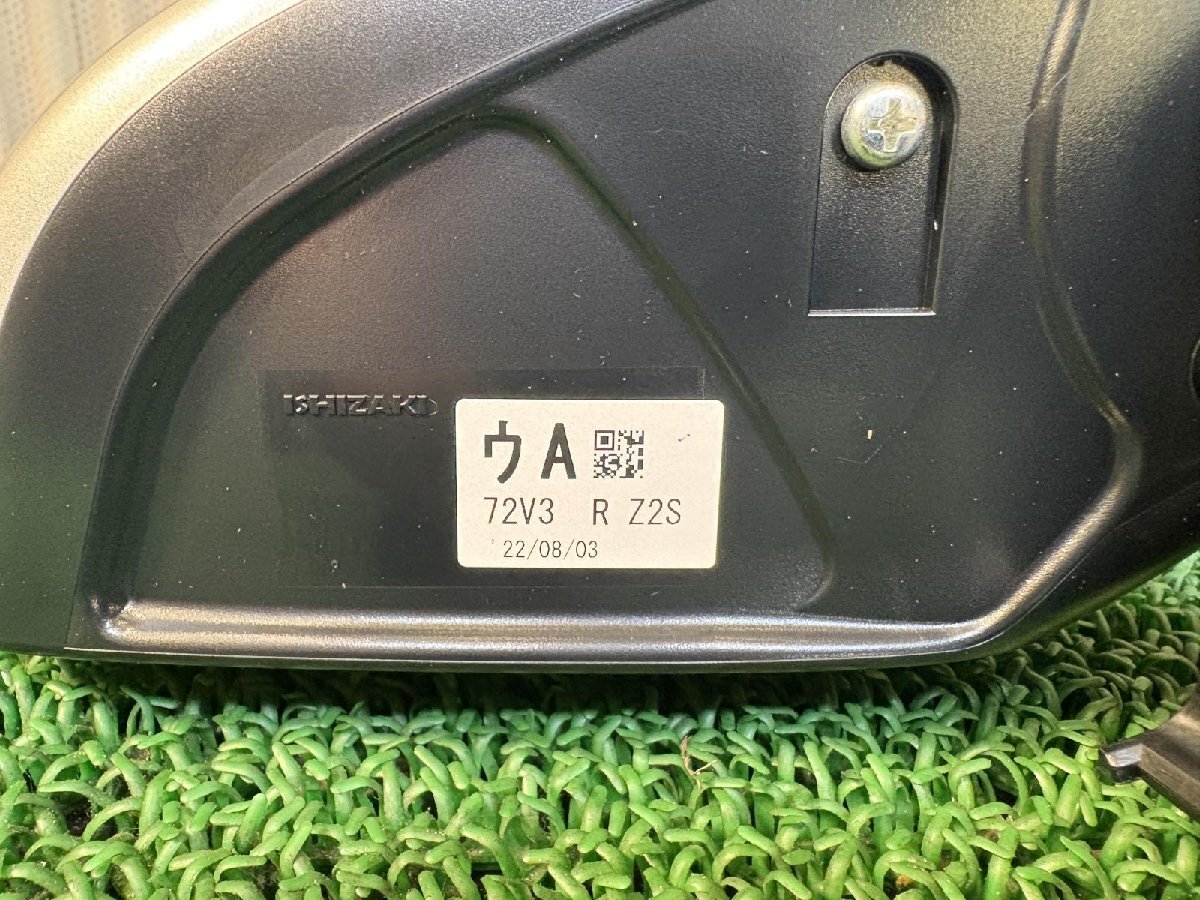 ISHIZAKI
ウA
72V3 R Z2S
'22/08/03